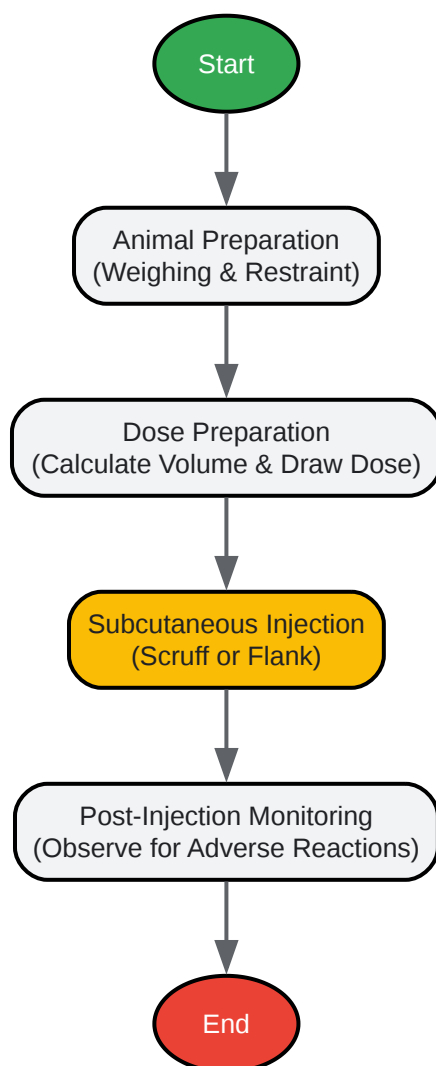 Start
Animal Preparation
(Weighing & Restraint)
Dose Preparation
(Calculate Volume & Draw Dose)
Subcutaneous Injection
(Scruff or Flank)
Post-Injection Monitoring
(Observe for Adverse Reactions)
End